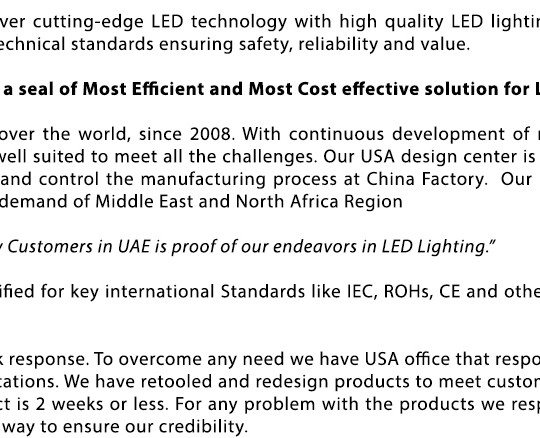 ver cutting-edge LED technology with high quality LED lightin
echnical standards ensuring safety, reliability and value.
a seal of Most Efficient and Most Cost effective solution for L
over the world, since 2008. With continuous development of
well suited to meet all the challenges. Our USA design center is
and control the manufacturing process at China Factory. Our
demand of Middle East and North Africa Region
Customers in UAE is proof of our endeavors in LED Lighting.”
ified for key international Standards like IEC, ROHs, CE and othe
response. To overcome any need we have USA office that respo
cations. We have retooled and redesign products to meet custom
ct is 2 weeks or less. For any problem with the products we resp
way to ensure our credibility.